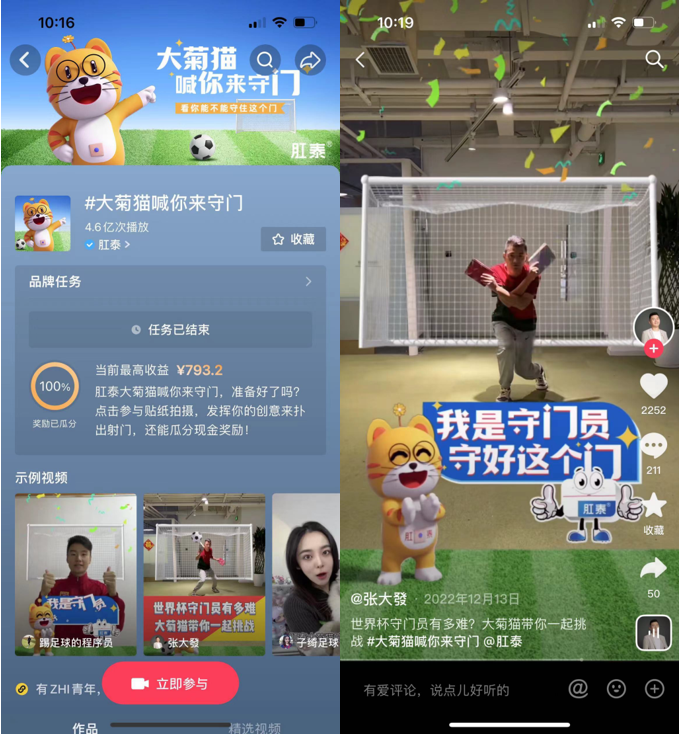 10:16
大菊猫
喊你来守门
看你能不能守住这个门
肛泰
#大菊猫喊你来守门
4.6亿次播放
肛泰 >
收藏
品牌任务
任务已结束
100%
奖励已瓜分
当前最高收益 ¥793.2
肛泰大菊猫喊你来守门，准备好了吗?
点击参与贴纸拍摄，发挥你的创意来扑
出射门，还能瓜分现金奖励!
示例视频
我是守门
踢足球的程序员
世界杯守门员有多难
大菊猫带你一起挑战
张大發
子绮足球
有ZHI青年，
立即参与
作品
精选视频
10:19
我是守门员
守好这个门
肛泰
肛泰
2252
211
收藏
50
@张大發 · 2022年12月13日
世界杯守门员有多难？大菊猫带你一起挑
战 #大菊猫喊你来守门 @肛泰
有爱评论，说点儿好听的